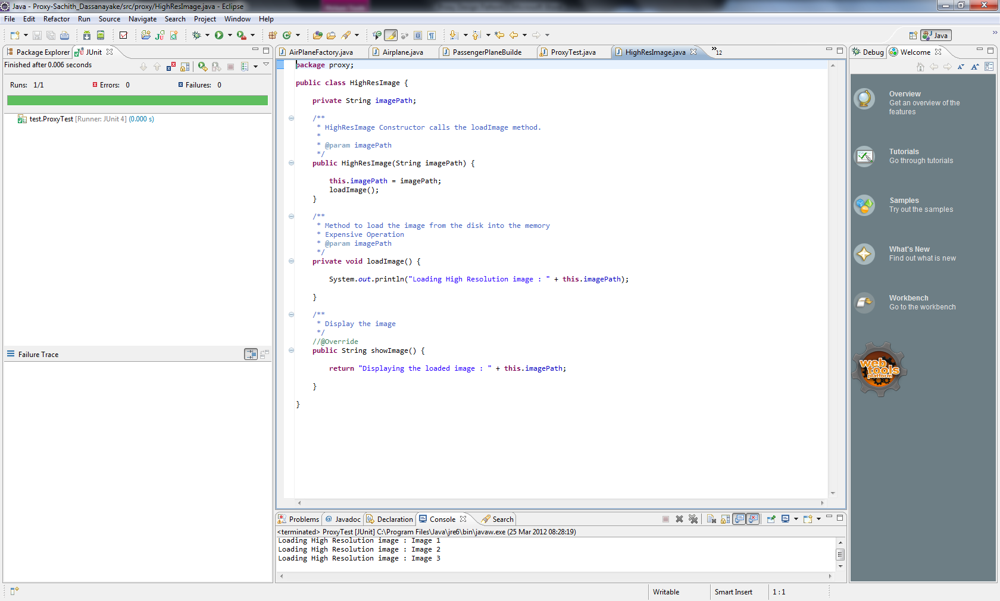 Java - Proxy-Sachith_Dassanayake/src/proxy/HighResImage.java - Eclipse
File Edit Refactor Run Source Navigate Search Project Window Help
Java
Package Explorer JUnit
Finished after 0.006 seconds
Runs: 1/1 Errors: 0 Failures: 0
test.ProxyTest [Runner: JUnit 4] (0.000 s)
Failure Trace
AirPlaneFactory.java Airplane.java PassengerPlaneBuilde ProxyTest.java HighResImage.java »12
package proxy;
public class HighResImage {
private String imagePath;
/**
* HighResImage Constructor calls the loadImage method.
*
* @param imagePath
*/
public HighResImage(String imagePath) {
this.imagePath = imagePath;
loadImage();
}
/**
* Method to load the image from the disk into the memory
* Expensive Operation
* @param imagePath
*/
private void loadImage() {
System.out.println("Loading High Resolution image : " + this.imagePath);
}
/**
* Display the image
*/
//@Override
public String showImage() {
return "Displaying the loaded image : " + this.imagePath;
}
}
Problems @ Javadoc Declaration Console Search
<terminated> ProxyTest [JUnit] C:\Program Files\Java\jre6\bin\javaw.exe (25 Mar 2012 08:28:19)
Loading High Resolution image : Image 1
Loading High Resolution image : Image 2
Loading High Resolution image : Image 3
Debug Welcome
Overview
Get an overview of the
features
Tutorials
Go through tutorials
Samples
Try out the samples
What's New
Find out what is new
Workbench
Go to the workbench
web
tools
platform
Writable Smart Insert 1 : 1